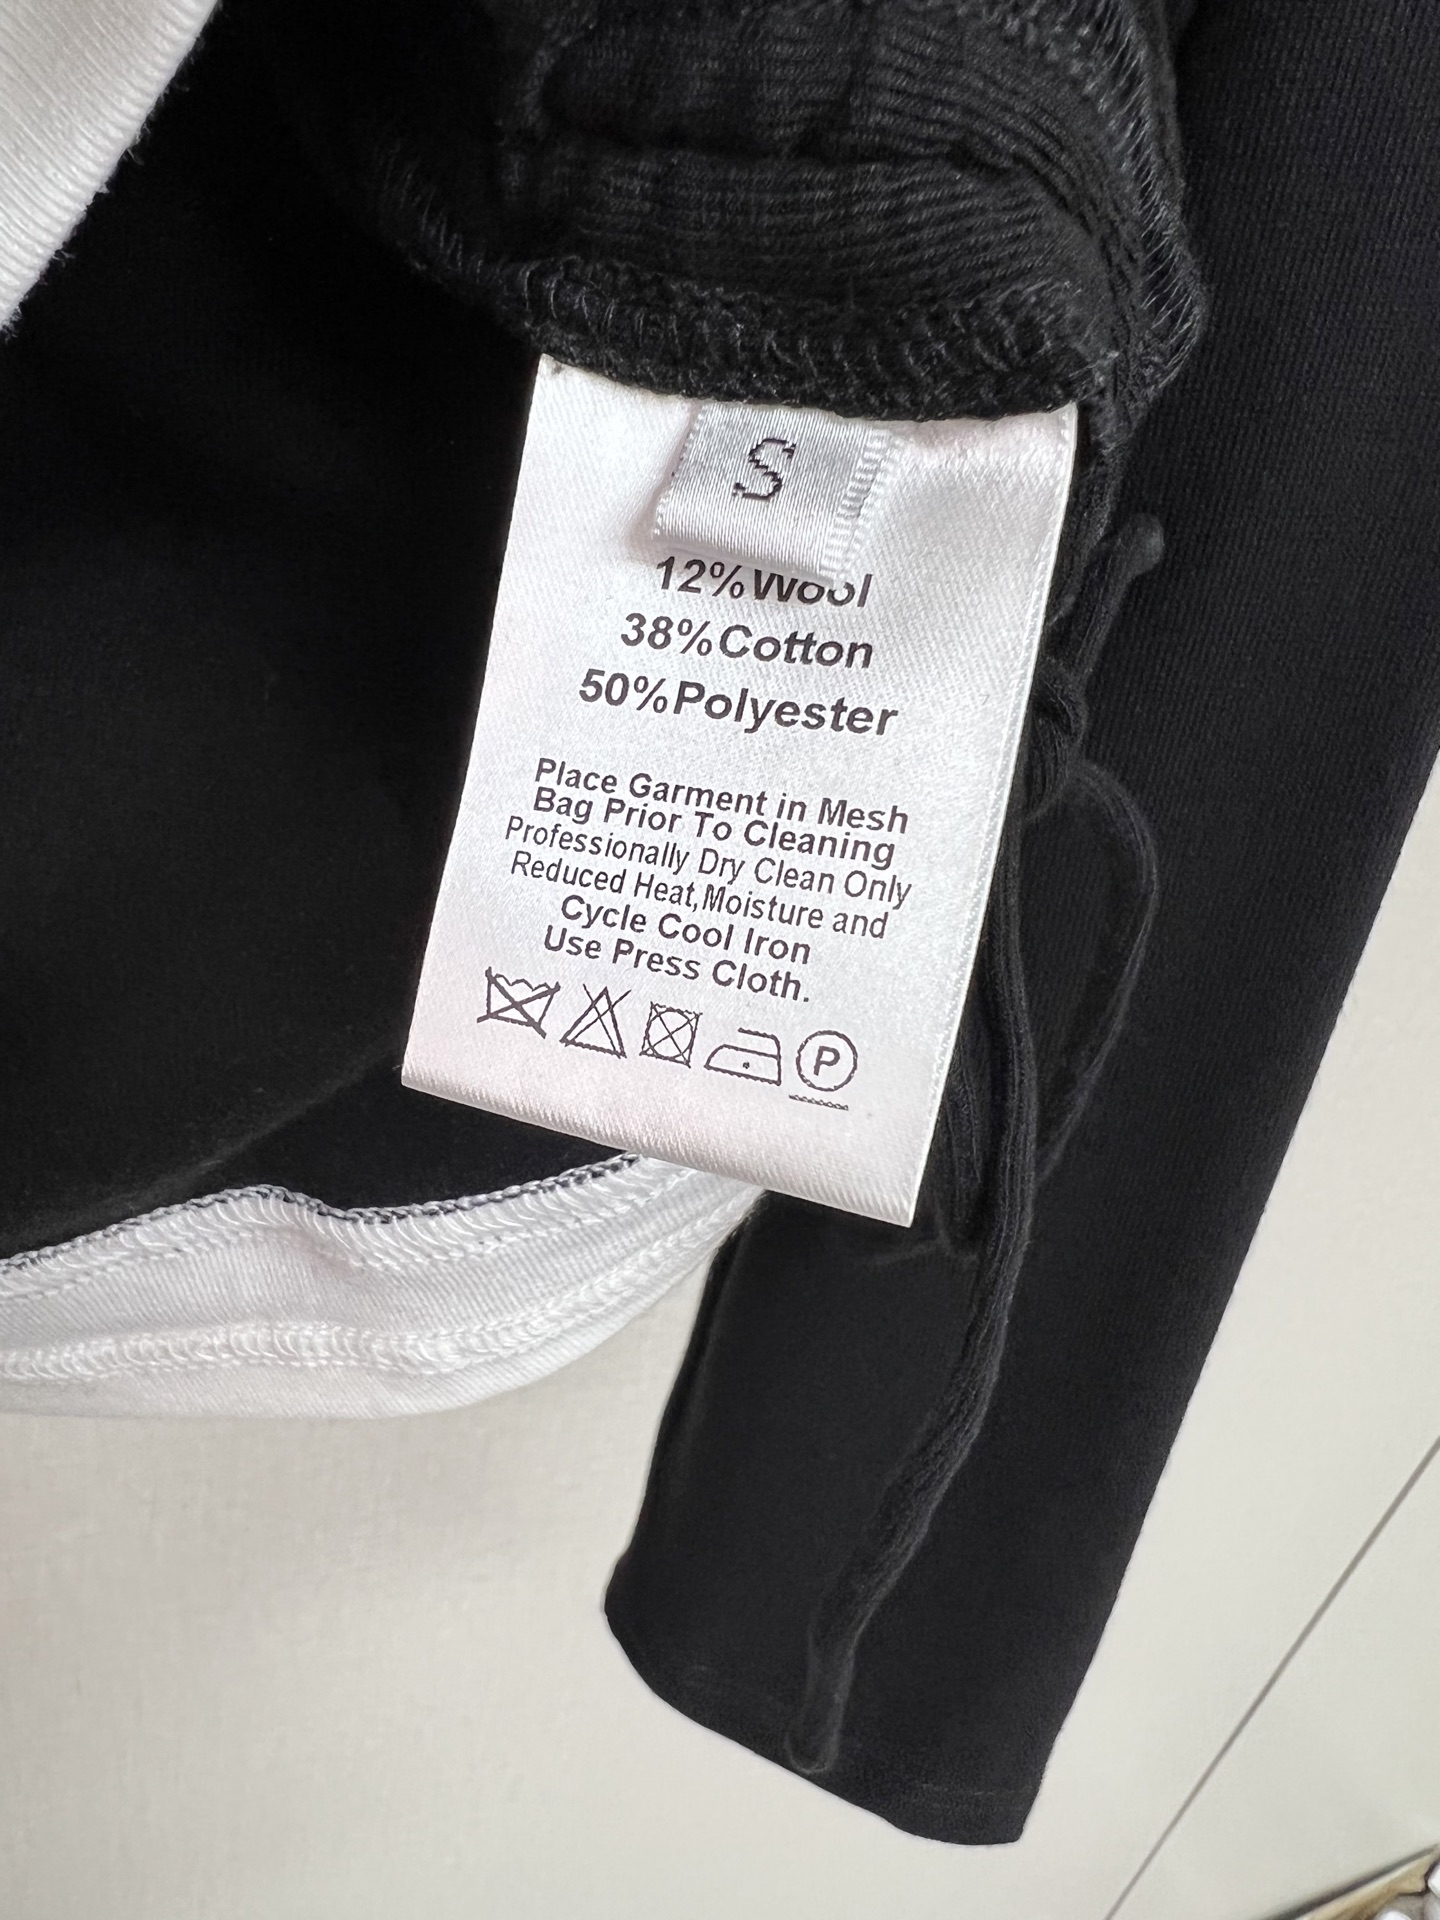 S
12%Wool
38%Cotton
50%Polyester
Place Garment in Mesh
Bag Prior To Cleaning
Professionally Dry Clean Only
Reduced Heat,Moisture and
Cycle Cool Iron
Use Press Cloth.
P